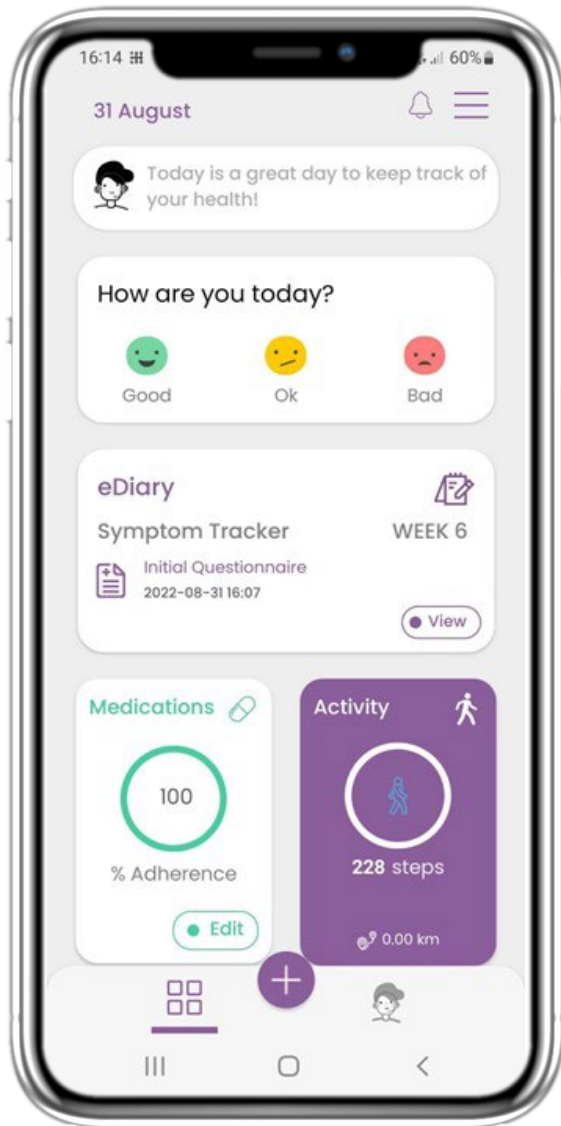 16:14
60%
31 August
Today is a great day to keep track of
your health!
How are you today?
Good Ok Bad
eDiary
Symptom Tracker WEEK 6
Initial Questionnaire
2022-08-31 16:07
View
Medications Activity
100
% Adherence 228 steps
Edit 0.00 km